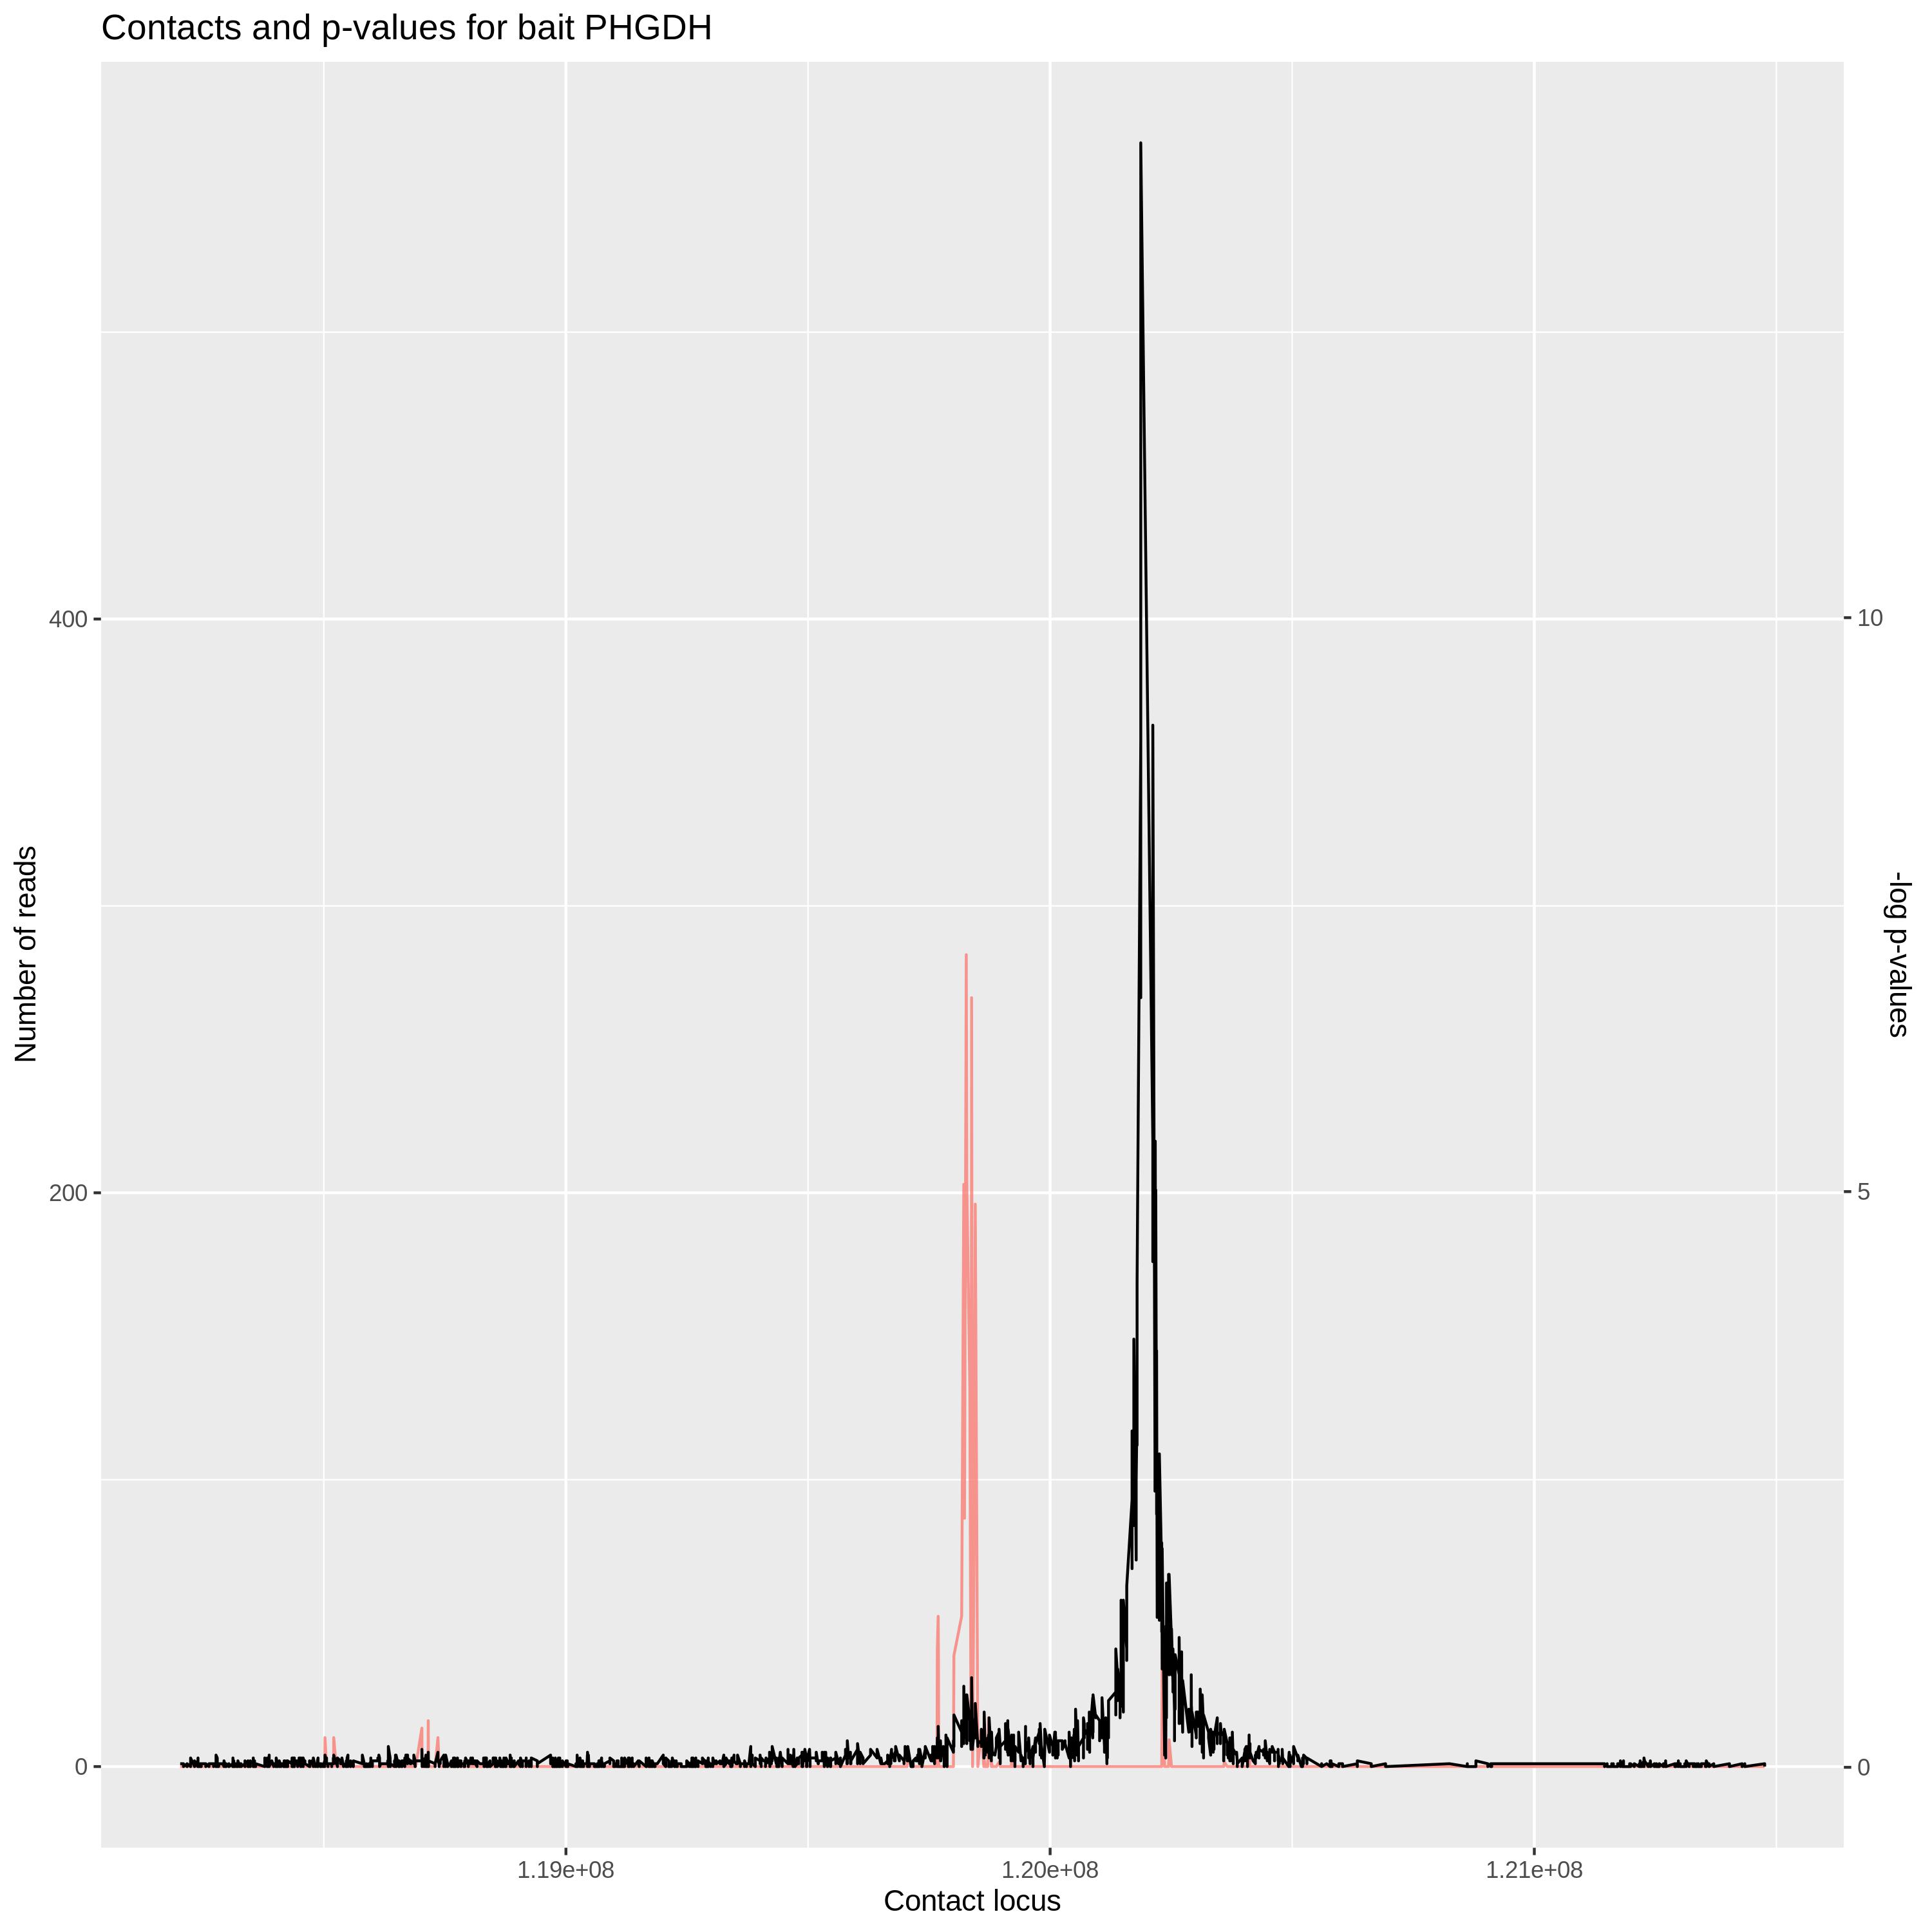 Contacts and p-values for bait PHGDH
Number of reads
400
200
0
10
5
0
-log p-values
1.19e+08
1.20e+08
1.21e+08
Contact locus